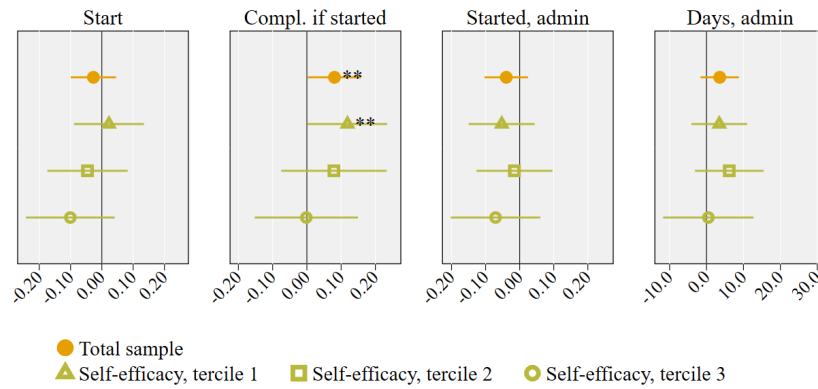 Start Compl. if started Started, admin Days, admin
**
**
-0.20 -0.10 0.00 0.10 0.20 -0.20 -0.10 0.00 0.10 0.20 -0.20 -0.10 0.00 0.10 0.20 -10.0 0.0 10.0 20.0 30.0
Total sample
Self-efficacy, tercile 1 Self-efficacy, tercile 2 Self-efficacy, tercile 3